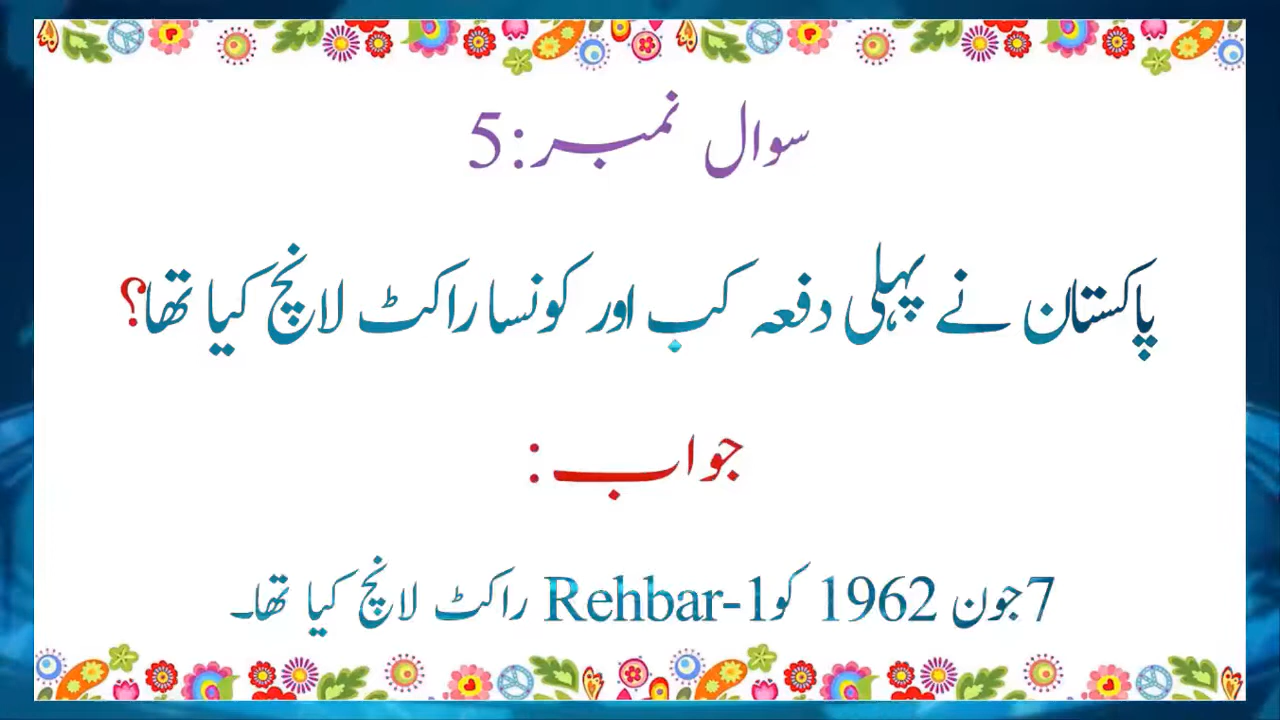 سوال نمبر:5
پاکستان نے پہلی دفعہ کب اور کونسا راکٹ لانچ کیا تھا؟
جواب:
7جون 1962 کو Rehbar-1 راکٹ لانچ کیا تھا۔